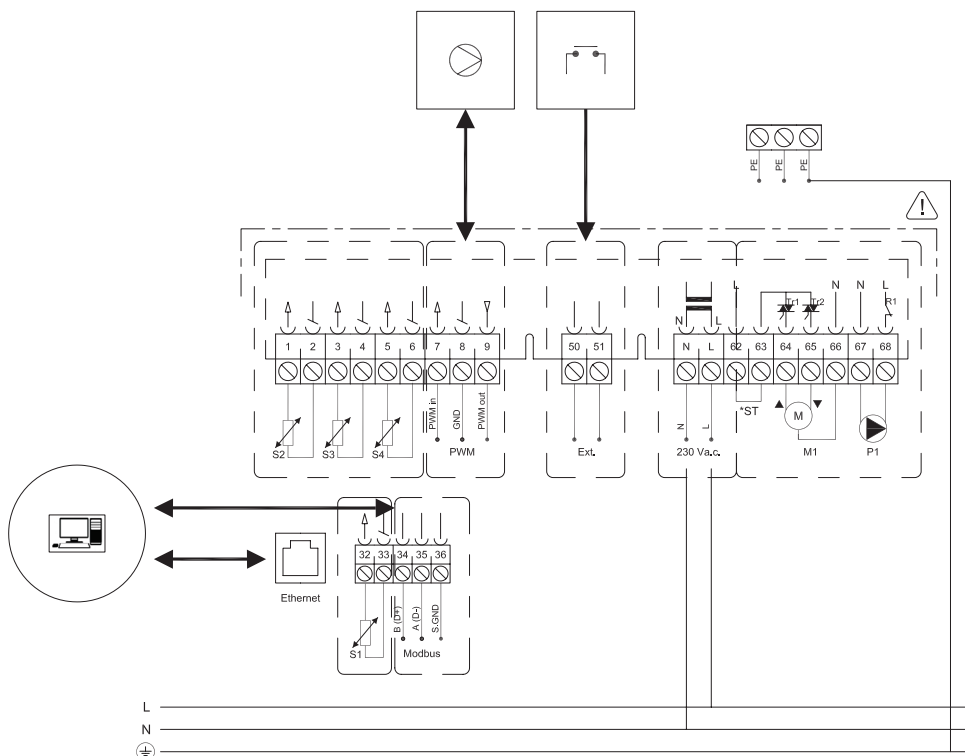 PE PE PE
L
Tr1 Tr2
N N L
R1
N L
1 2 3 4 5 6 7 8 9
50 51
N L 62 63 64 65 66 67 68
PWM in GND PWM out
*ST
M
N L
S2 S3 S4 PWM Ext. 230 Va.c. M1 P1
32 33 34 35 36
Ethernet
B (D+) A (D-) S.GND
S1 Modbus
L
N